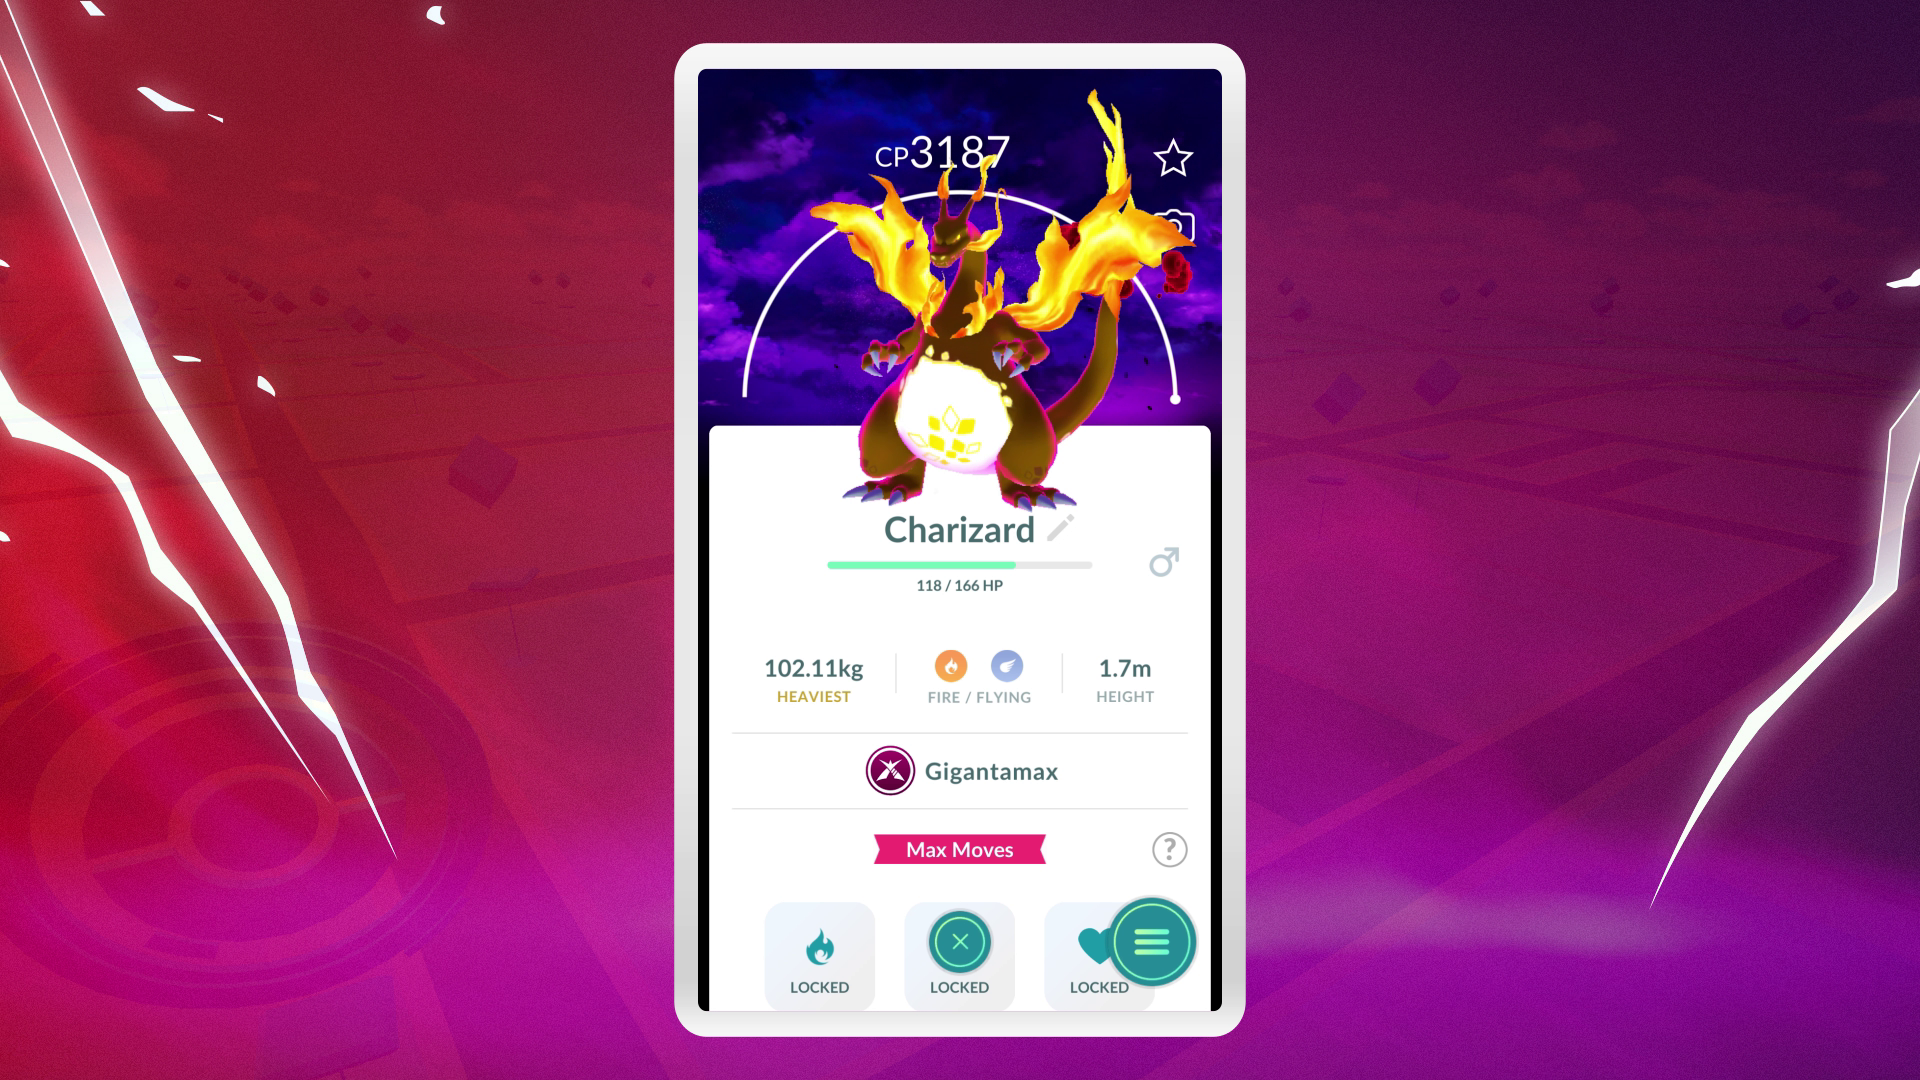 CP3187
Charizard
118 / 166 HP
102.11kg
HEAVIEST
FIRE / FLYING
1.7m
HEIGHT
Gigantamax
Max Moves
?
LOCKED
LOCKED
LOCKED